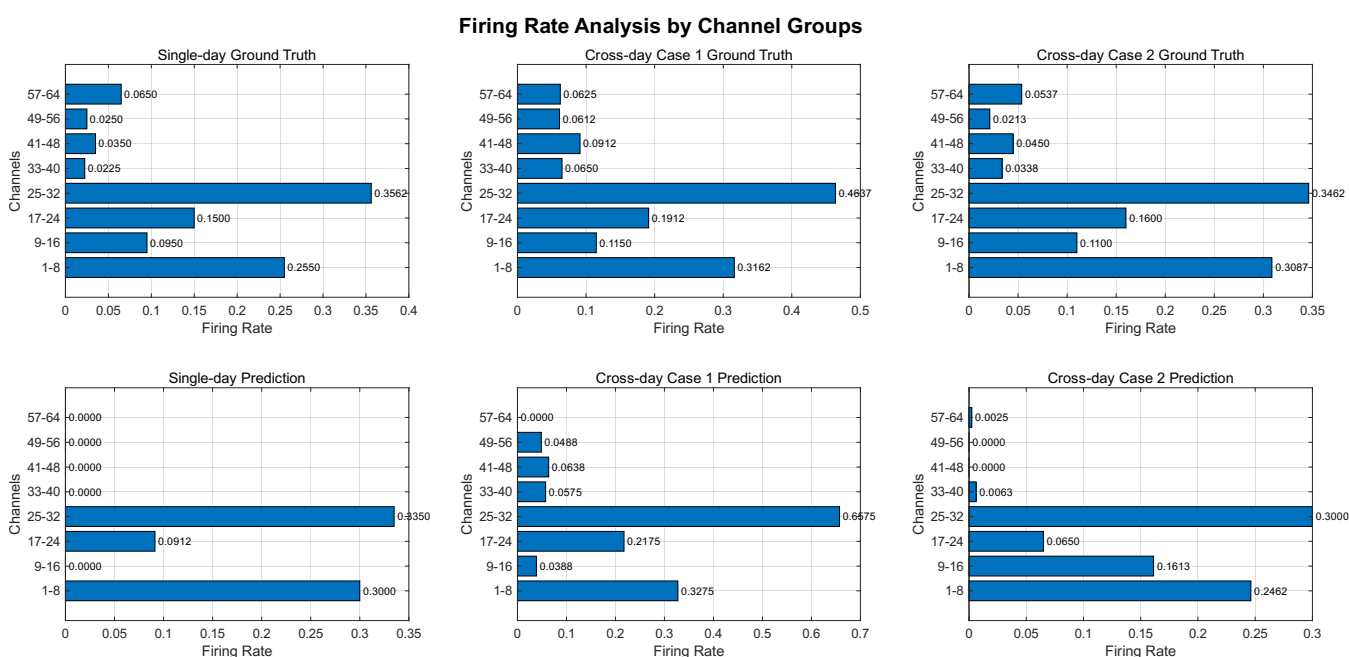 Firing Rate Analysis by Channel Groups
Single-day Ground Truth
Channels
57-64 0.0650
49-56 0.0250
41-48 0.0350
33-40 0.0225
25-32 0.3562
17-24 0.1500
9-16 0.0950
1-8 0.2550
0 0.05 0.1 0.15 0.2 0.25 0.3 0.35 0.4
Firing Rate
Cross-day Case 1 Ground Truth
Channels
57-64 0.0625
49-56 0.0612
41-48 0.0912
33-40 0.0650
25-32 0.4637
17-24 0.1912
9-16 0.1150
1-8 0.3162
0 0.1 0.2 0.3 0.4 0.5
Firing Rate
Cross-day Case 2 Ground Truth
Channels
57-64 0.0537
49-56 0.0213
41-48 0.0450
33-40 0.0338
25-32 0.3462
17-24 0.1600
9-16 0.1100
1-8 0.3087
0 0.05 0.1 0.15 0.2 0.25 0.3 0.35
Firing Rate
Single-day Prediction
Channels
57-64 0.0000
49-56 0.0000
41-48 0.0000
33-40 0.0000
25-32 0.3350
17-24 0.0912
9-16 0.0000
1-8 0.3000
0 0.05 0.1 0.15 0.2 0.25 0.3 0.35
Firing Rate
Cross-day Case 1 Prediction
Channels
57-64 0.0000
49-56 0.0488
41-48 0.0638
33-40 0.0575
25-32 0.6575
17-24 0.2175
9-16 0.0388
1-8 0.3275
0 0.1 0.2 0.3 0.4 0.5 0.6 0.7
Firing Rate
Cross-day Case 2 Prediction
Channels
57-64 0.0025
49-56 0.0000
41-48 0.0000
33-40 0.0063
25-32 0.3000
17-24 0.0650
9-16 0.1613
1-8 0.2462
0 0.05 0.1 0.15 0.2 0.25 0.3
Firing Rate